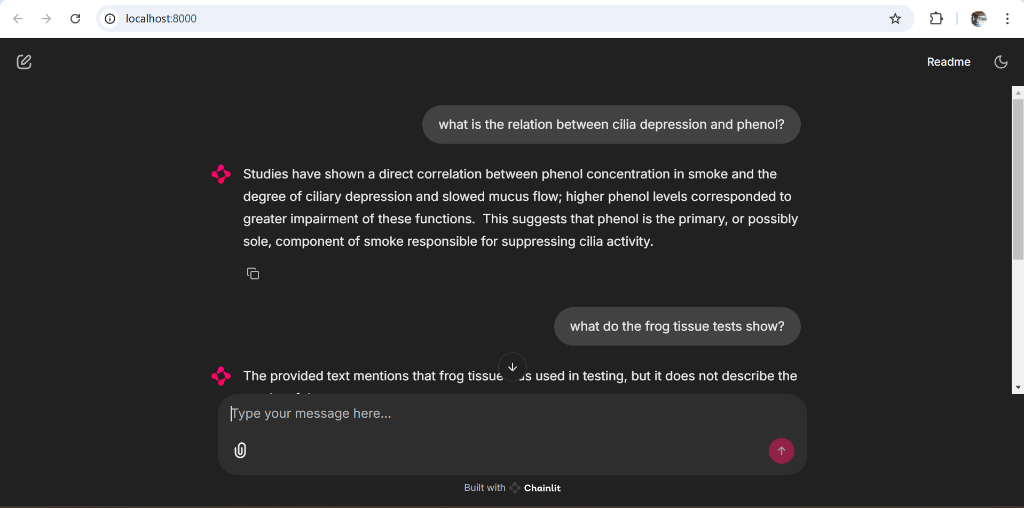 localhost:8000
Readme
what is the relation between cilia depression and phenol?
Studies have shown a direct correlation between phenol concentration in smoke and the
degree of ciliary depression and slowed mucus flow; higher phenol levels corresponded to
greater impairment of these functions.  This suggests that phenol is the primary, or possibly
sole, component of smoke responsible for suppressing cilia activity.
what do the frog tissue tests show?
The provided text mentions that frog tissue used in testing, but it does not describe the
Type your message here...
Built with Chainlit